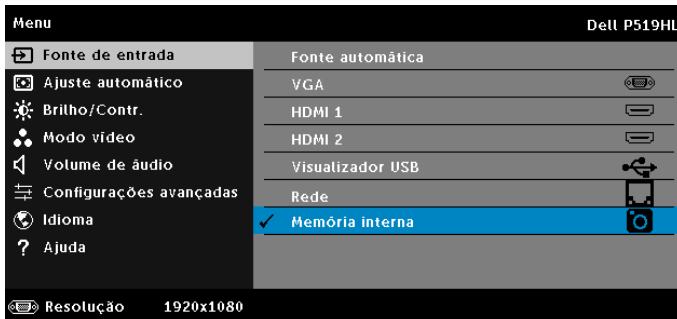 Menu
Dell P519HL
Fonte de entrada
Ajuste automático
Brilho/Contr.
Modo vídeo
Volume de áudio
Configurações avançadas
Idioma
? Ajuda
Fonte automática
VGA
HDMI 1
HDMI 2
Visualizador USB
Rede
✓ Memória interna
Resolução 1920x1080